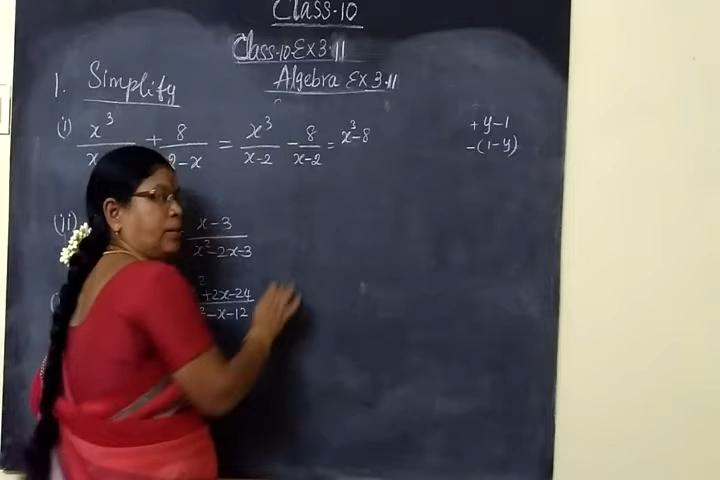 Class-10
Class-10 Ex 3.11
Algebra Ex 3.11
1. Simplify
(i) x³/x + 8/2-x = x³/x-2 - 8/x-2 = x³-8
+y-1
-(1-y)
(ii) x-3/x²-2x-3
+2x-24/-x-12